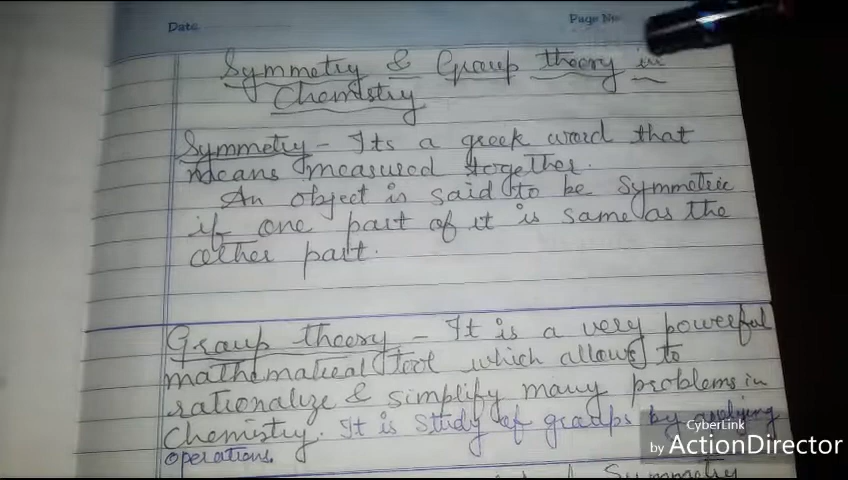 Date
Page No.
Symmetry & Group theory in
Chemistry
Symmetry - Its a greek word that
means measured together.
An object is said to be symmetric
if one part of it is same as the
other part.
Group theory - It is a very powerful
mathematical tool which allows to
rationalize & simplify many problems in
Chemistry. It is study of groups by applying
operations.
Symmetry
CyberLink
by ActionDirector